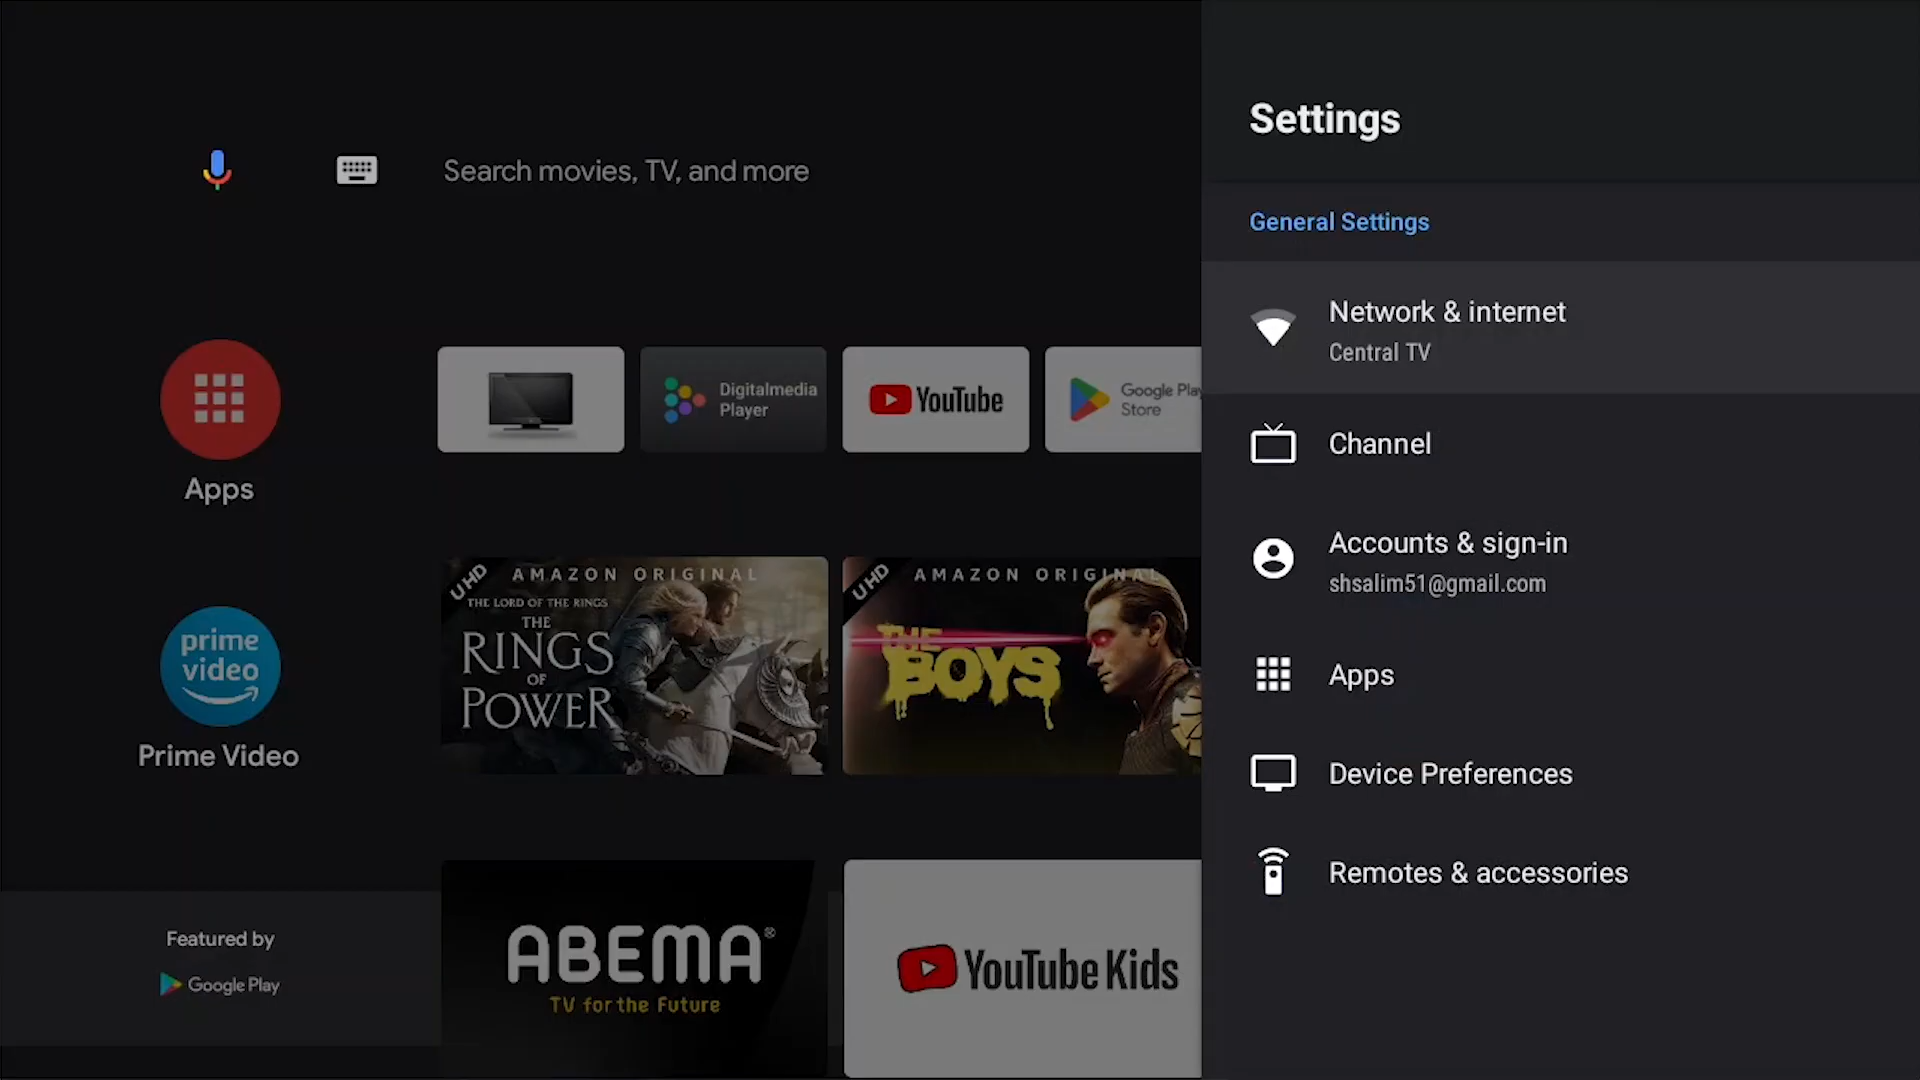 Search movies, TV, and more
Apps
Digitalmedia
Player
YouTube
Google Play
Store
Prime Video
prime
video
UHD
AMAZON ORIGINAL
THE LORD OF THE RINGS
THE
RINGS
OF
POWER
UHD
AMAZON ORIGINAL
THE
BOYS
Featured by
Google Play
ABEMA
TV for the Future
YouTube Kids
Settings
General Settings
Network & internet
Central TV
Channel
Accounts & sign-in
shsalim51@gmail.com
Apps
Device Preferences
Remotes & accessories